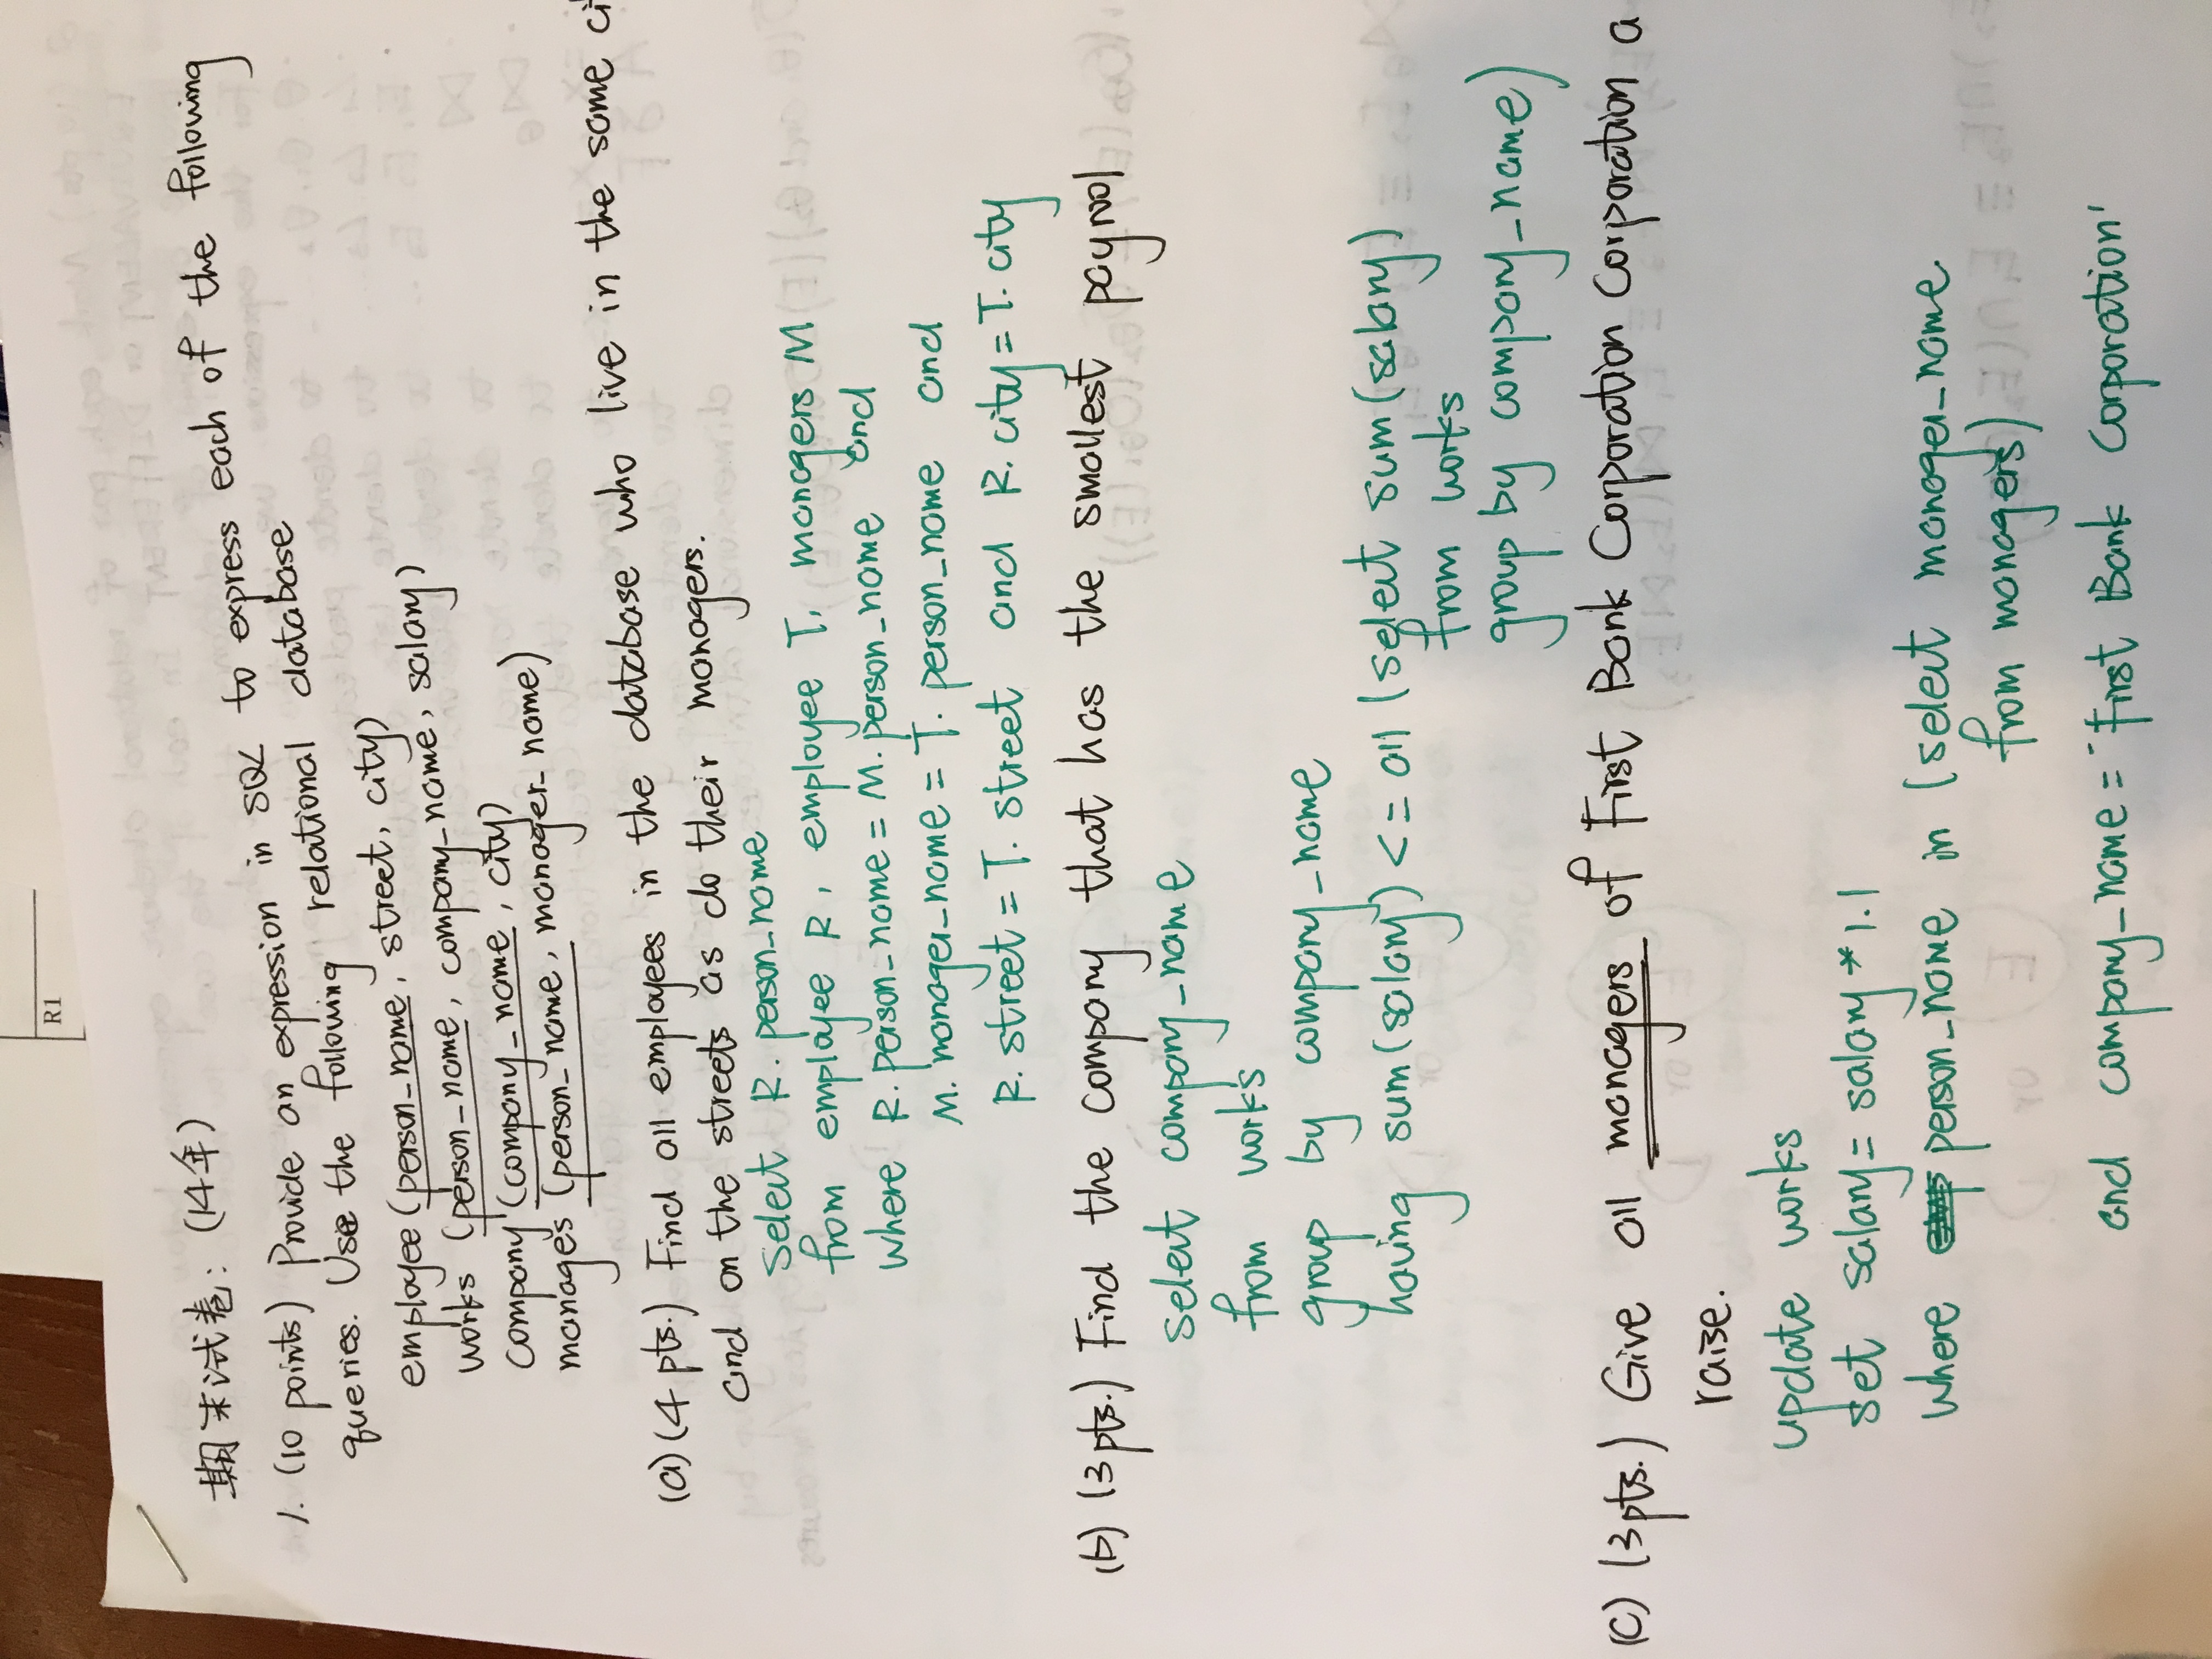 R1
期末试卷: (14年)
1. (10 points) Provide an expression in SQL to express each of the following
queries. Use the following relational database
employee (person_name, street, city)
works (person_name, company_name, salary)
company (company_name, city)
manages (person_name, manager_name)
(a) (4 pts.) Find all employees in the database who live in the same ci
and on the streets as do their managers.
select R. person_name
from employee R, employee T, managers M
where R. person_name = M. person_name and
M. manager_name = T. person_name and
R. street = T. street and R. city = T. city
(b) (3 pts.) Find the company that has the smallest payrool
select company_name
from works
group by company_name
having sum(salary) <= all (select sum(salary)
from works
group by company_name)
(c) (3 pts.) Give all managers of First Bank Corporation Corporation a
raise.
update works
set salary = salary * 1.1
where person_name in (select manager_name
from managers)
and company_name = 'First Bank Corporation'